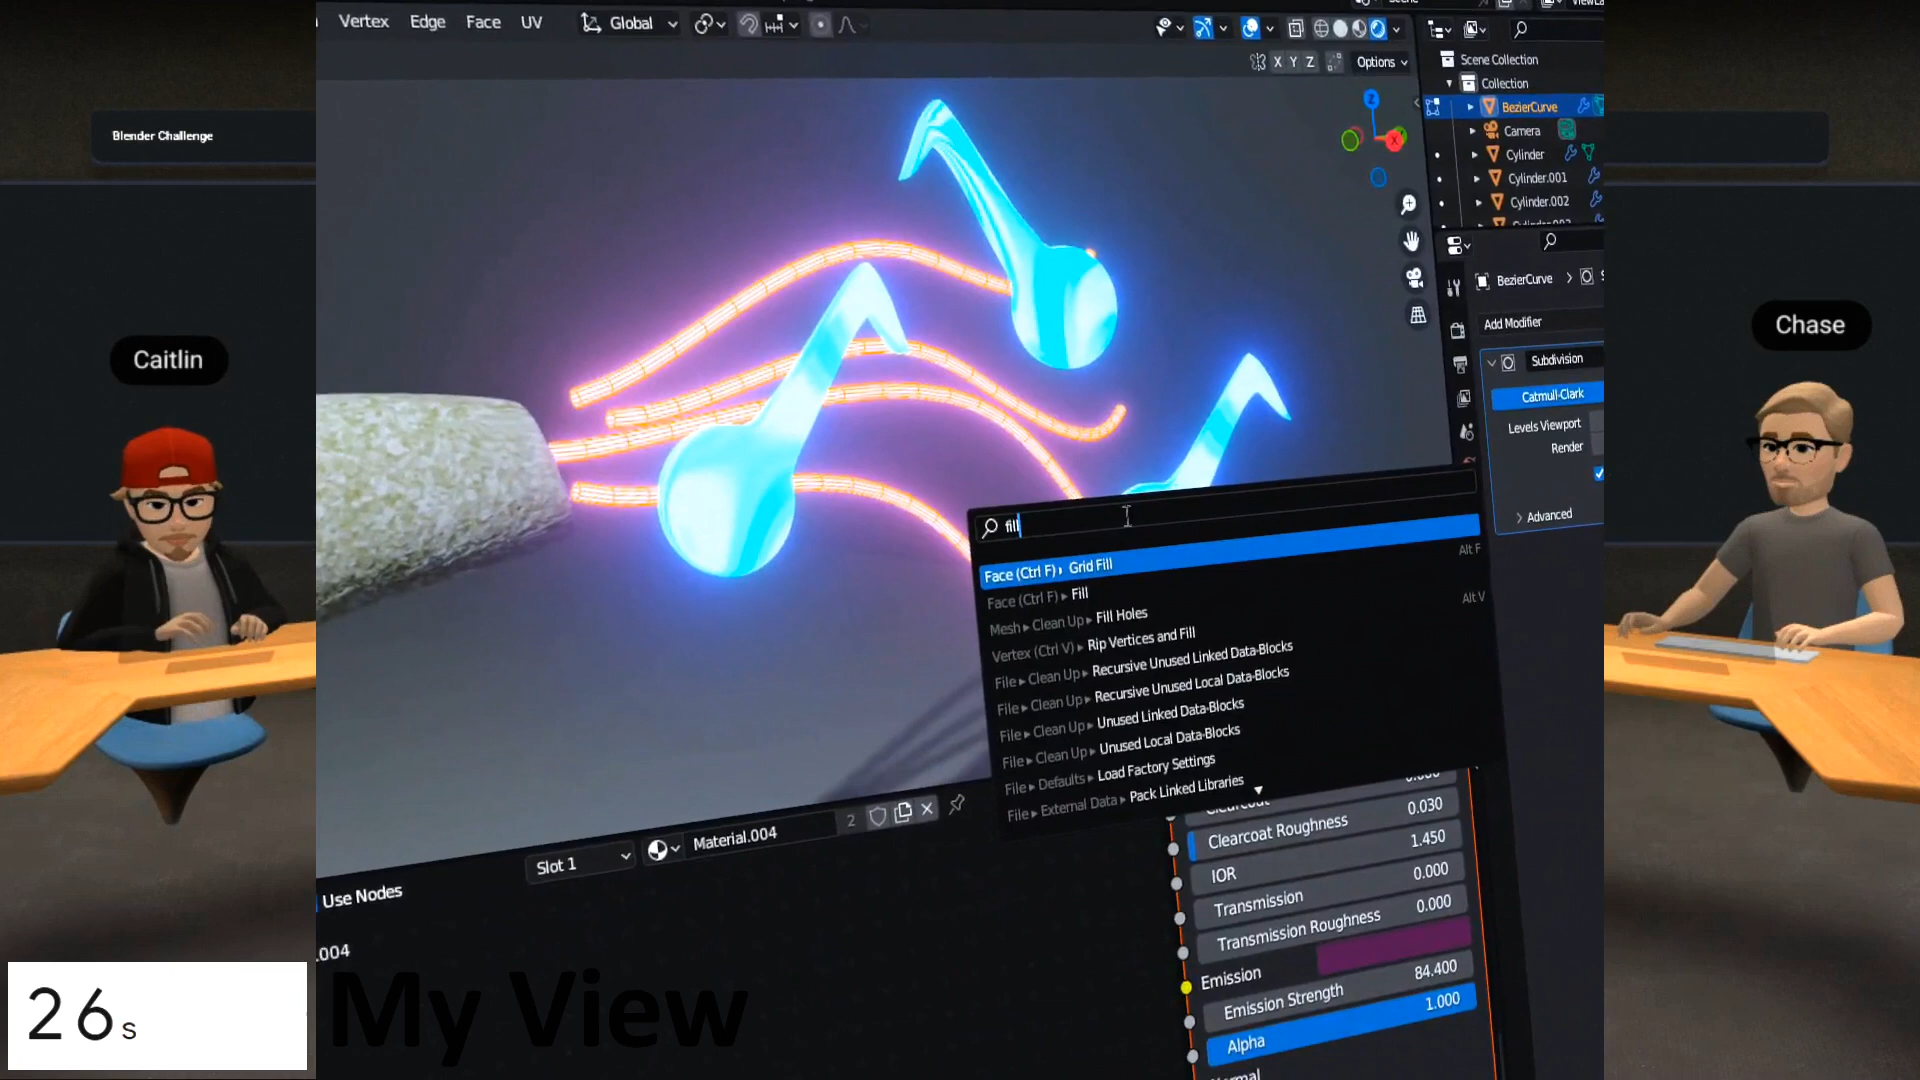 Vertex Edge Face UV Global
X Y Z Options
Scene Collection
Collection
BezierCurve
Camera
Cylinder
Cylinder.001
Cylinder.002
Z
X
BezierCurve
Add Modifier
Subdivision
Catmull-Clark
Levels Viewport
Render
Advanced
Blender Challenge
Caitlin
Chase
fill
Face (Ctrl F) Grid Fill
Alt F
Face (Ctrl F) Fill
Mesh Clean Up Fill Holes
Vertex (Ctrl V) Rip Vertices and Fill Alt V
File Clean Up Recursive Unused Linked Data-Blocks
File Clean Up Recursive Unused Local Data-Blocks
File Clean Up Unused Linked Data-Blocks
File Clean Up Unused Local Data-Blocks
File Defaults Load Factory Settings
File External Data Pack Linked Libraries
Slot 1 Material.004 2
Use Nodes
.004
Clearcoat Roughness 0.030
IOR 1.450
Transmission 0.000
Transmission Roughness 0.000
Emission
Emission Strength 84.400
Alpha 1.000
26s
My View